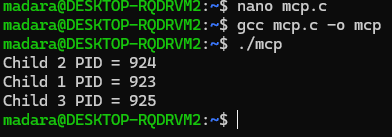 madara@DESKTOP-RQDRVM2:~$ nano mcp.c
madara@DESKTOP-RQDRVM2:~$ gcc mcp.c -o mcp
madara@DESKTOP-RQDRVM2:~$ ./mcp
Child 2 PID = 924
Child 1 PID = 923
Child 3 PID = 925
madara@DESKTOP-RQDRVM2:~$